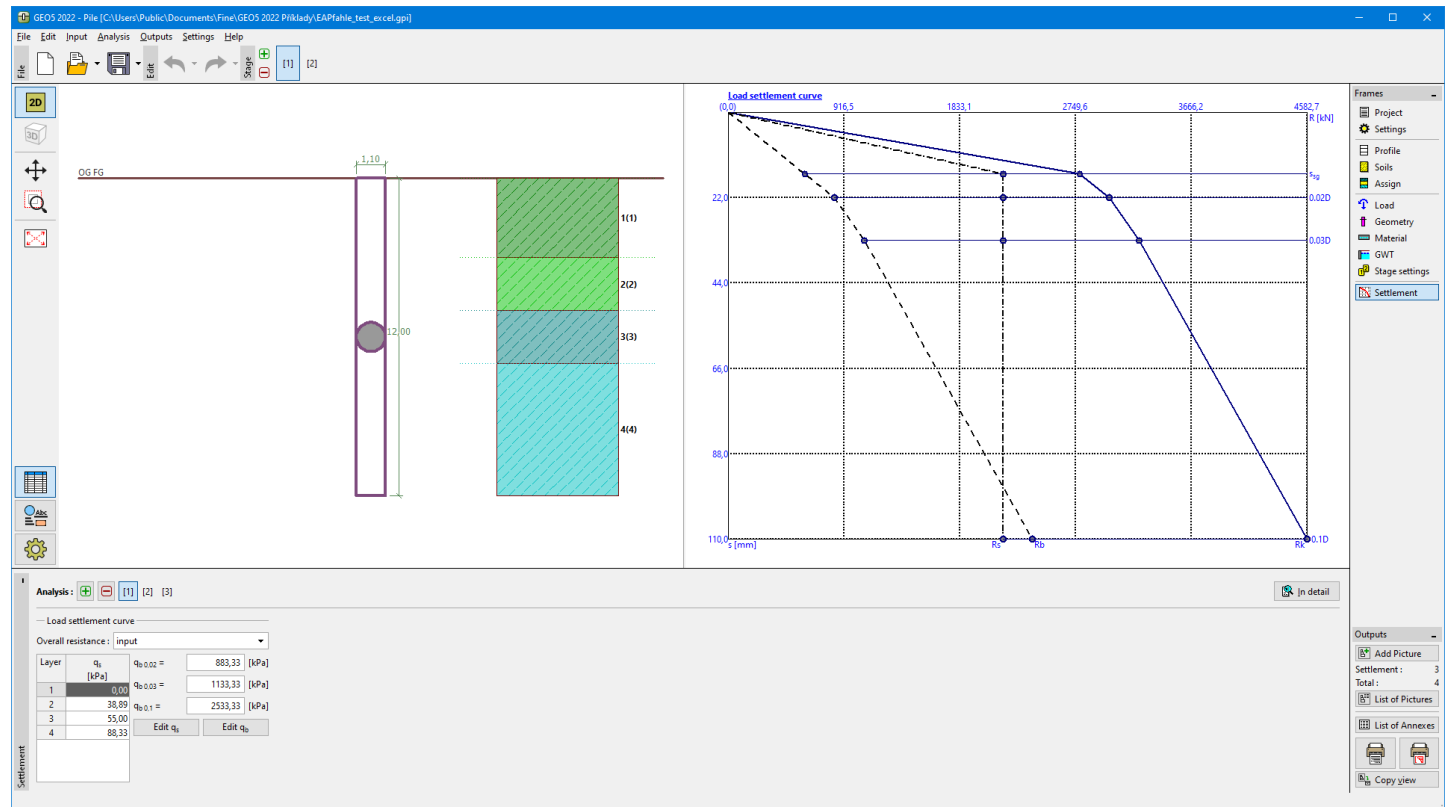 GEO5 2022 - Pile [C:\Users\Public\Documents\Fine\GEO5 2022 Příklady\EAPfahle_test_excel.gpi]
File Edit Input Analysis Outputs Settings Help
File
Edit
Stage
[1] [2]
2D
3D
OG FG
1,10
12,00
1(1)
2(2)
3(3)
4(4)
Load settlement curve
(0,0) 916,5 1833,1 2749,6 3666,2 4582,7
R [kN]
s_sg
22,0
0.02D
0.03D
44,0
66,0
88,0
110,0
s [mm]
Rs
Rb
Rk
0.1D
Frames
Project
Settings
Profile
Soils
Assign
Load
Geometry
Material
GWT
Stage settings
Settlement
Abc
Settlement
Analysis : [1] [2] [3]
In detail
Load settlement curve
Overall resistance : input
Layer q_s
[kPa]
1 0,00
2 38,89
3 55,00
4 88,33
q_b 0.02 = 883,33 [kPa]
q_b 0.03 = 1133,33 [kPa]
q_b 0.1 = 2533,33 [kPa]
Edit q_s Edit q_b
Outputs
Add Picture
Settlement : 3
Total : 4
List of Pictures
List of Annexes
Copy view